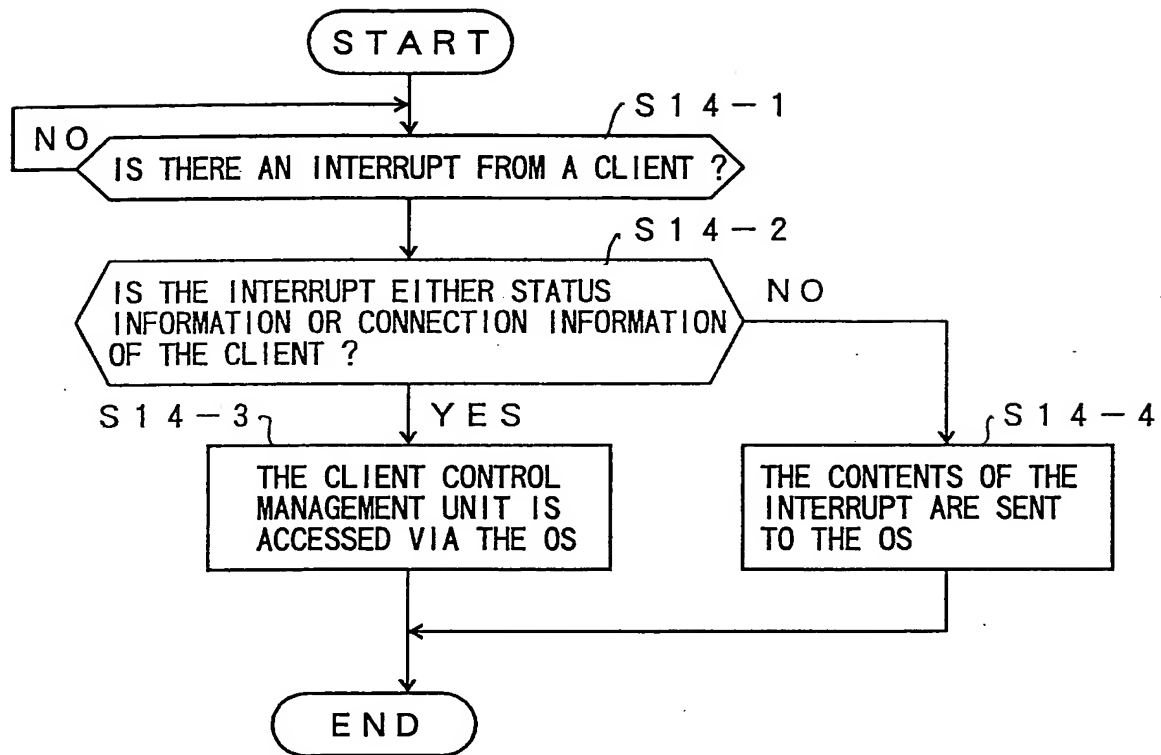 START
S14-1
NO
IS THERE AN INTERRUPT FROM A CLIENT ?
S14-2
IS THE INTERRUPT EITHER STATUS
INFORMATION OR CONNECTION INFORMATION
OF THE CLIENT ?
NO
S14-3
YES
S14-4
THE CLIENT CONTROL
MANAGEMENT UNIT IS
ACCESSED VIA THE OS
THE CONTENTS OF THE
INTERRUPT ARE SENT
TO THE OS
END